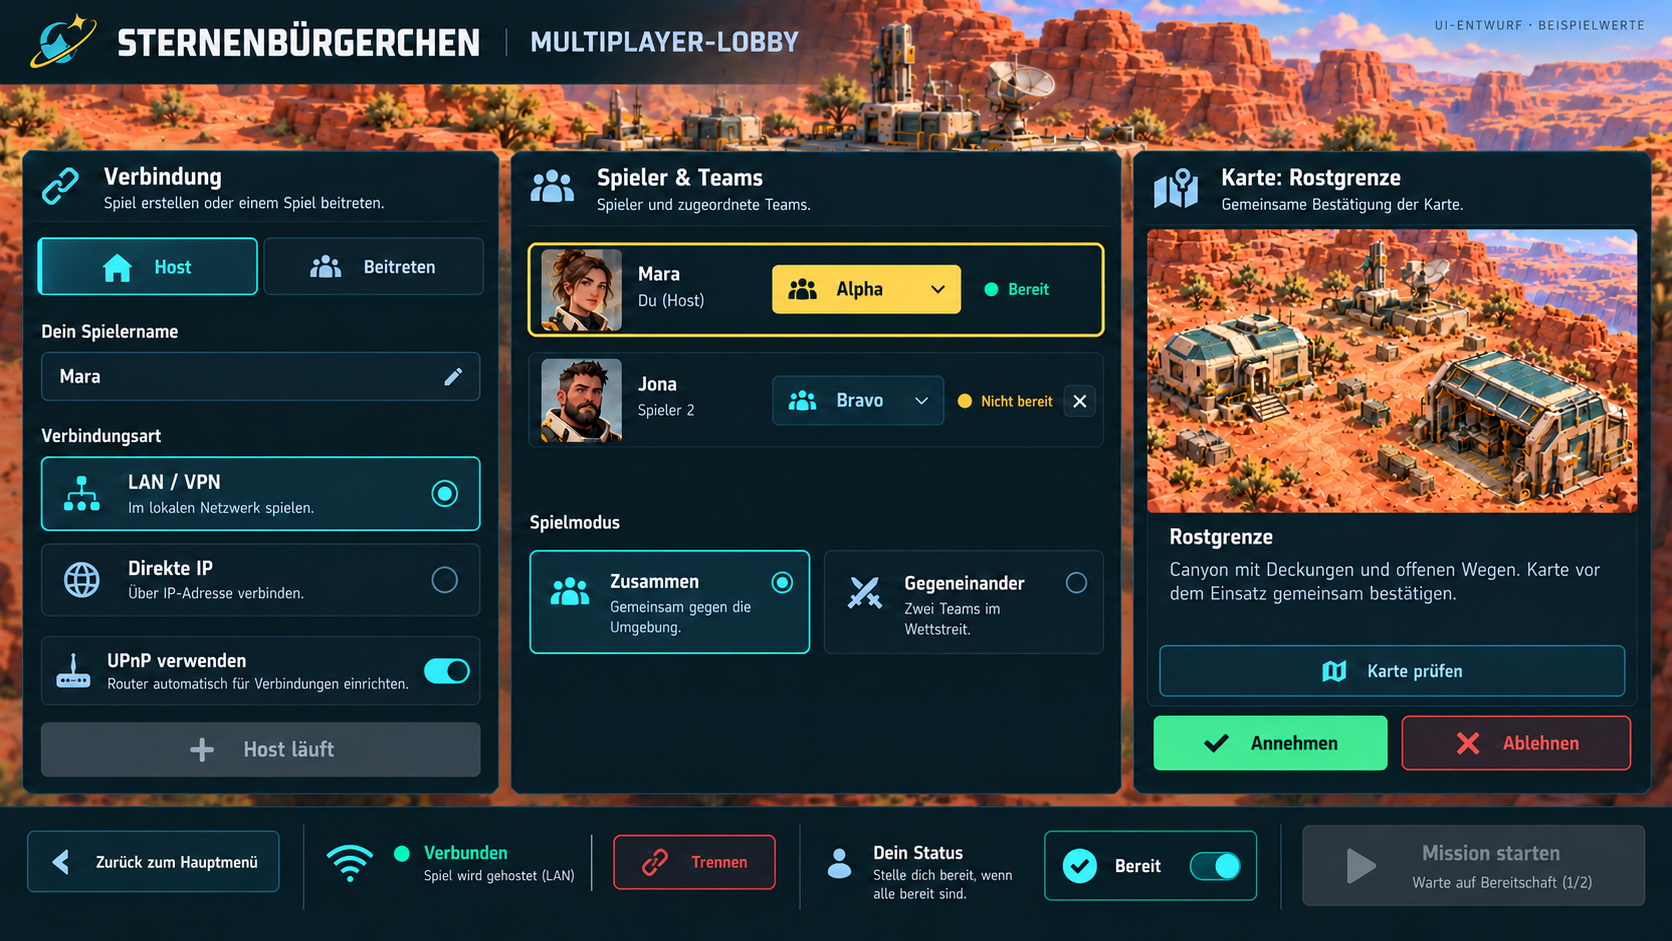 STERNENBÜRGERCHEN
MULTIPLAYER-LOBBY
UI-ENTWURF · BEISPIELWERTE
Verbindung
Spiel erstellen oder einem Spiel beitreten.
Host
Beitreten
Dein Spielername
Mara
Verbindungsart
LAN / VPN
Im lokalen Netzwerk spielen.
Direkte IP
Über IP-Adresse verbinden.
UPnP verwenden
Router automatisch für Verbindungen einrichten.
Host läuft
Spieler & Teams
Spieler und zugeordnete Teams.
Mara
Du (Host)
Alpha
Bereit
Jona
Spieler 2
Bravo
Nicht bereit
Spielmodus
Zusammen
Gemeinsam gegen die
Umgebung.
Gegeneinander
Zwei Teams im
Wettstreit.
Karte: Rostgrenze
Gemeinsame Bestätigung der Karte.
Rostgrenze
Canyon mit Deckungen und offenen Wegen. Karte vor
dem Einsatz gemeinsam bestätigen.
Karte prüfen
Annehmen
Ablehnen
Zurück zum Hauptmenü
Verbunden
Spiel wird gehostet (LAN)
Trennen
Dein Status
Stelle dich bereit, wenn
alle bereit sind.
Bereit
Mission starten
Warte auf Bereitschaft (1/2)